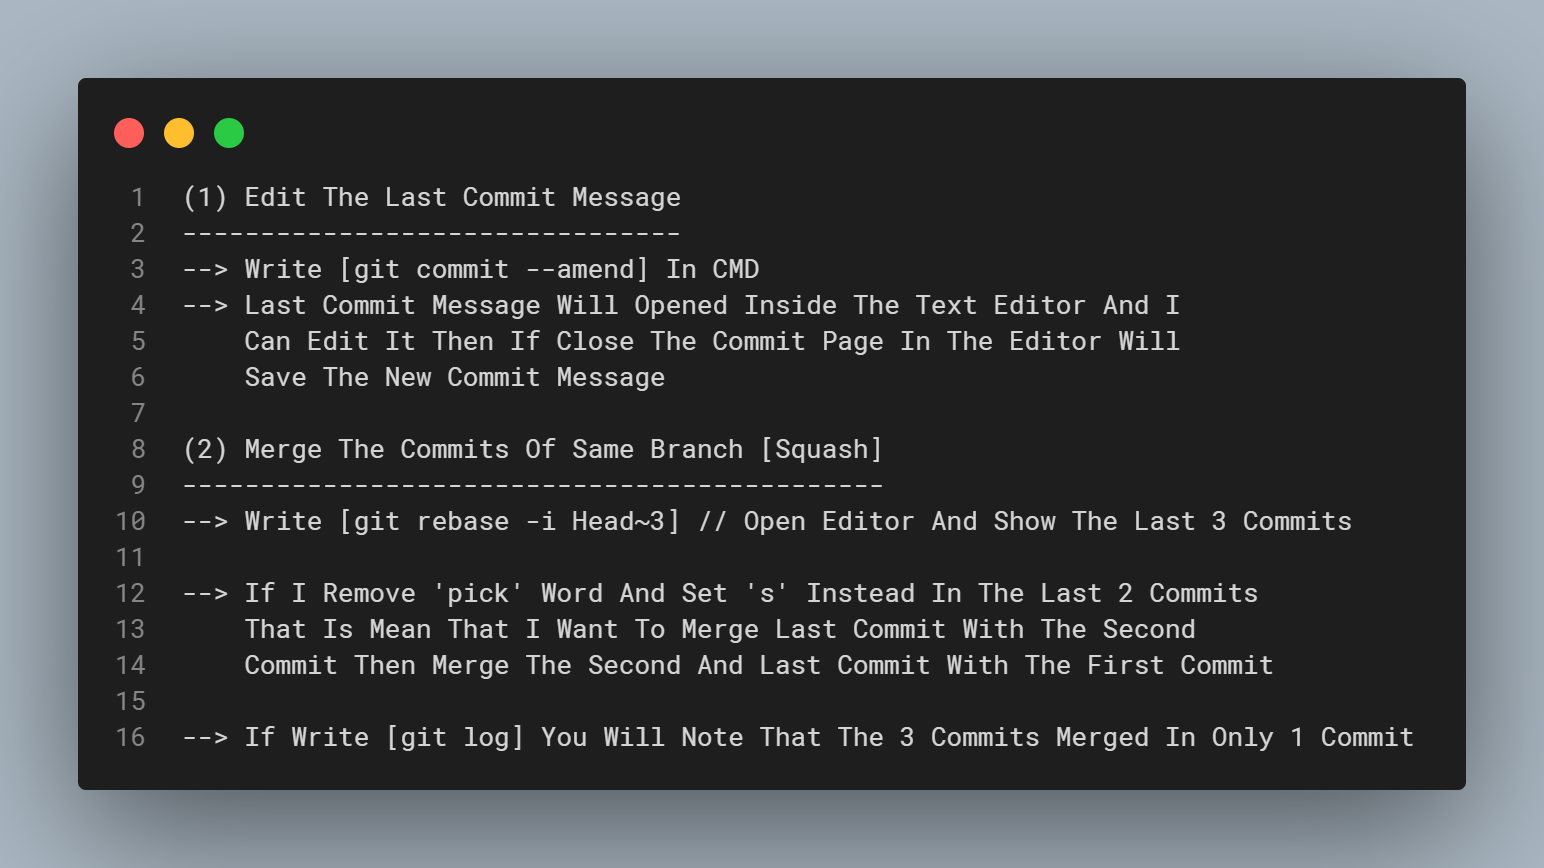 1 (1) Edit The Last Commit Message
2 --------------------------------
3 --> Write [git commit --amend] In CMD
4 --> Last Commit Message Will Opened Inside The Text Editor And I
5     Can Edit It Then If Close The Commit Page In The Editor Will
6     Save The New Commit Message
7
8 (2) Merge The Commits Of Same Branch [Squash]
9 ---------------------------------------------
10 --> Write [git rebase -i Head~3] // Open Editor And Show The Last 3 Commits
11
12 --> If I Remove 'pick' Word And Set 's' Instead In The Last 2 Commits
13     That Is Mean That I Want To Merge Last Commit With The Second
14     Commit Then Merge The Second And Last Commit With The First Commit
15
16 --> If Write [git log] You Will Note That The 3 Commits Merged In Only 1 Commit